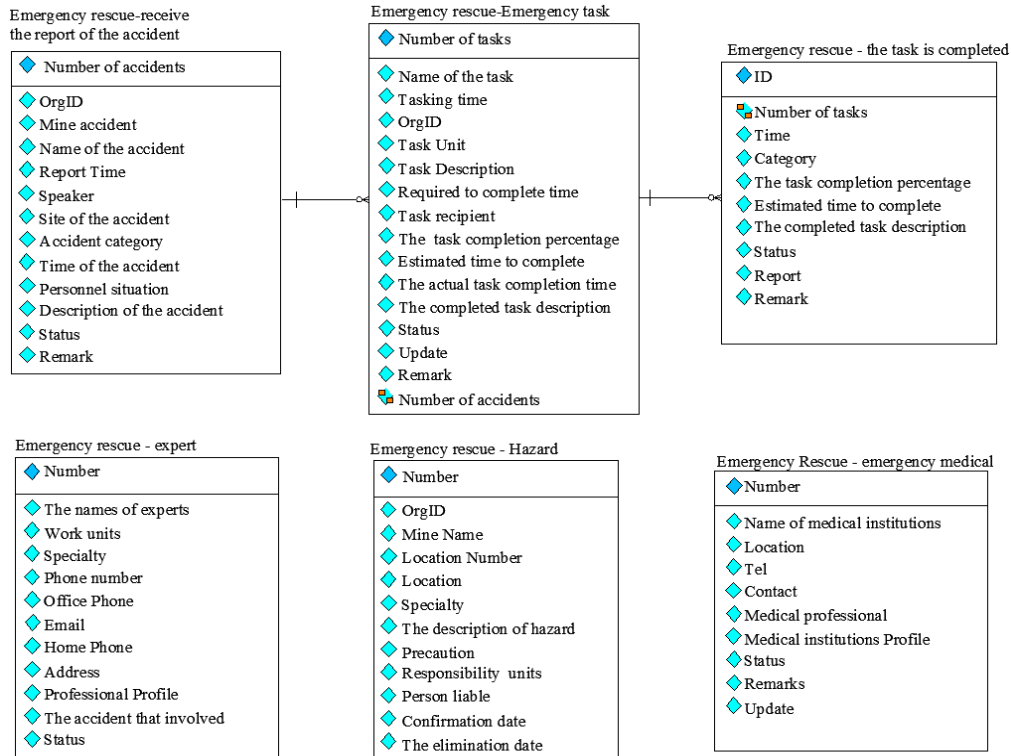 Emergency rescue-receive
the report of the accident
Number of accidents
OrgID
Mine accident
Name of the accident
Report Time
Speaker
Site of the accident
Accident category
Time of the accident
Personnel situation
Description of the accident
Status
Remark
Emergency rescue-Emergency task
Number of tasks
Name of the task
Tasking time
OrgID
Task Unit
Task Description
Required to complete time
Task recipient
The task completion percentage
Estimated time to complete
The actual task completion time
The completed task description
Status
Update
Remark
Number of accidents
Emergency rescue - the task is completed
ID
Number of tasks
Time
Category
The task completion percentage
Estimated time to complete
The completed task description
Status
Report
Remark
Emergency rescue - expert
Number
The names of experts
Work units
Specialty
Phone number
Office Phone
Email
Home Phone
Address
Professional Profile
The accident that involved
Status
Emergency rescue - Hazard
Number
OrgID
Mine Name
Location Number
Location
Specialty
The description of hazard
Precaution
Responsibility units
Person liable
Confirmation date
The elimination date
Emergency Rescue - emergency medical
Number
Name of medical institutions
Location
Tel
Contact
Medical professional
Medical institutions Profile
Status
Remarks
Update